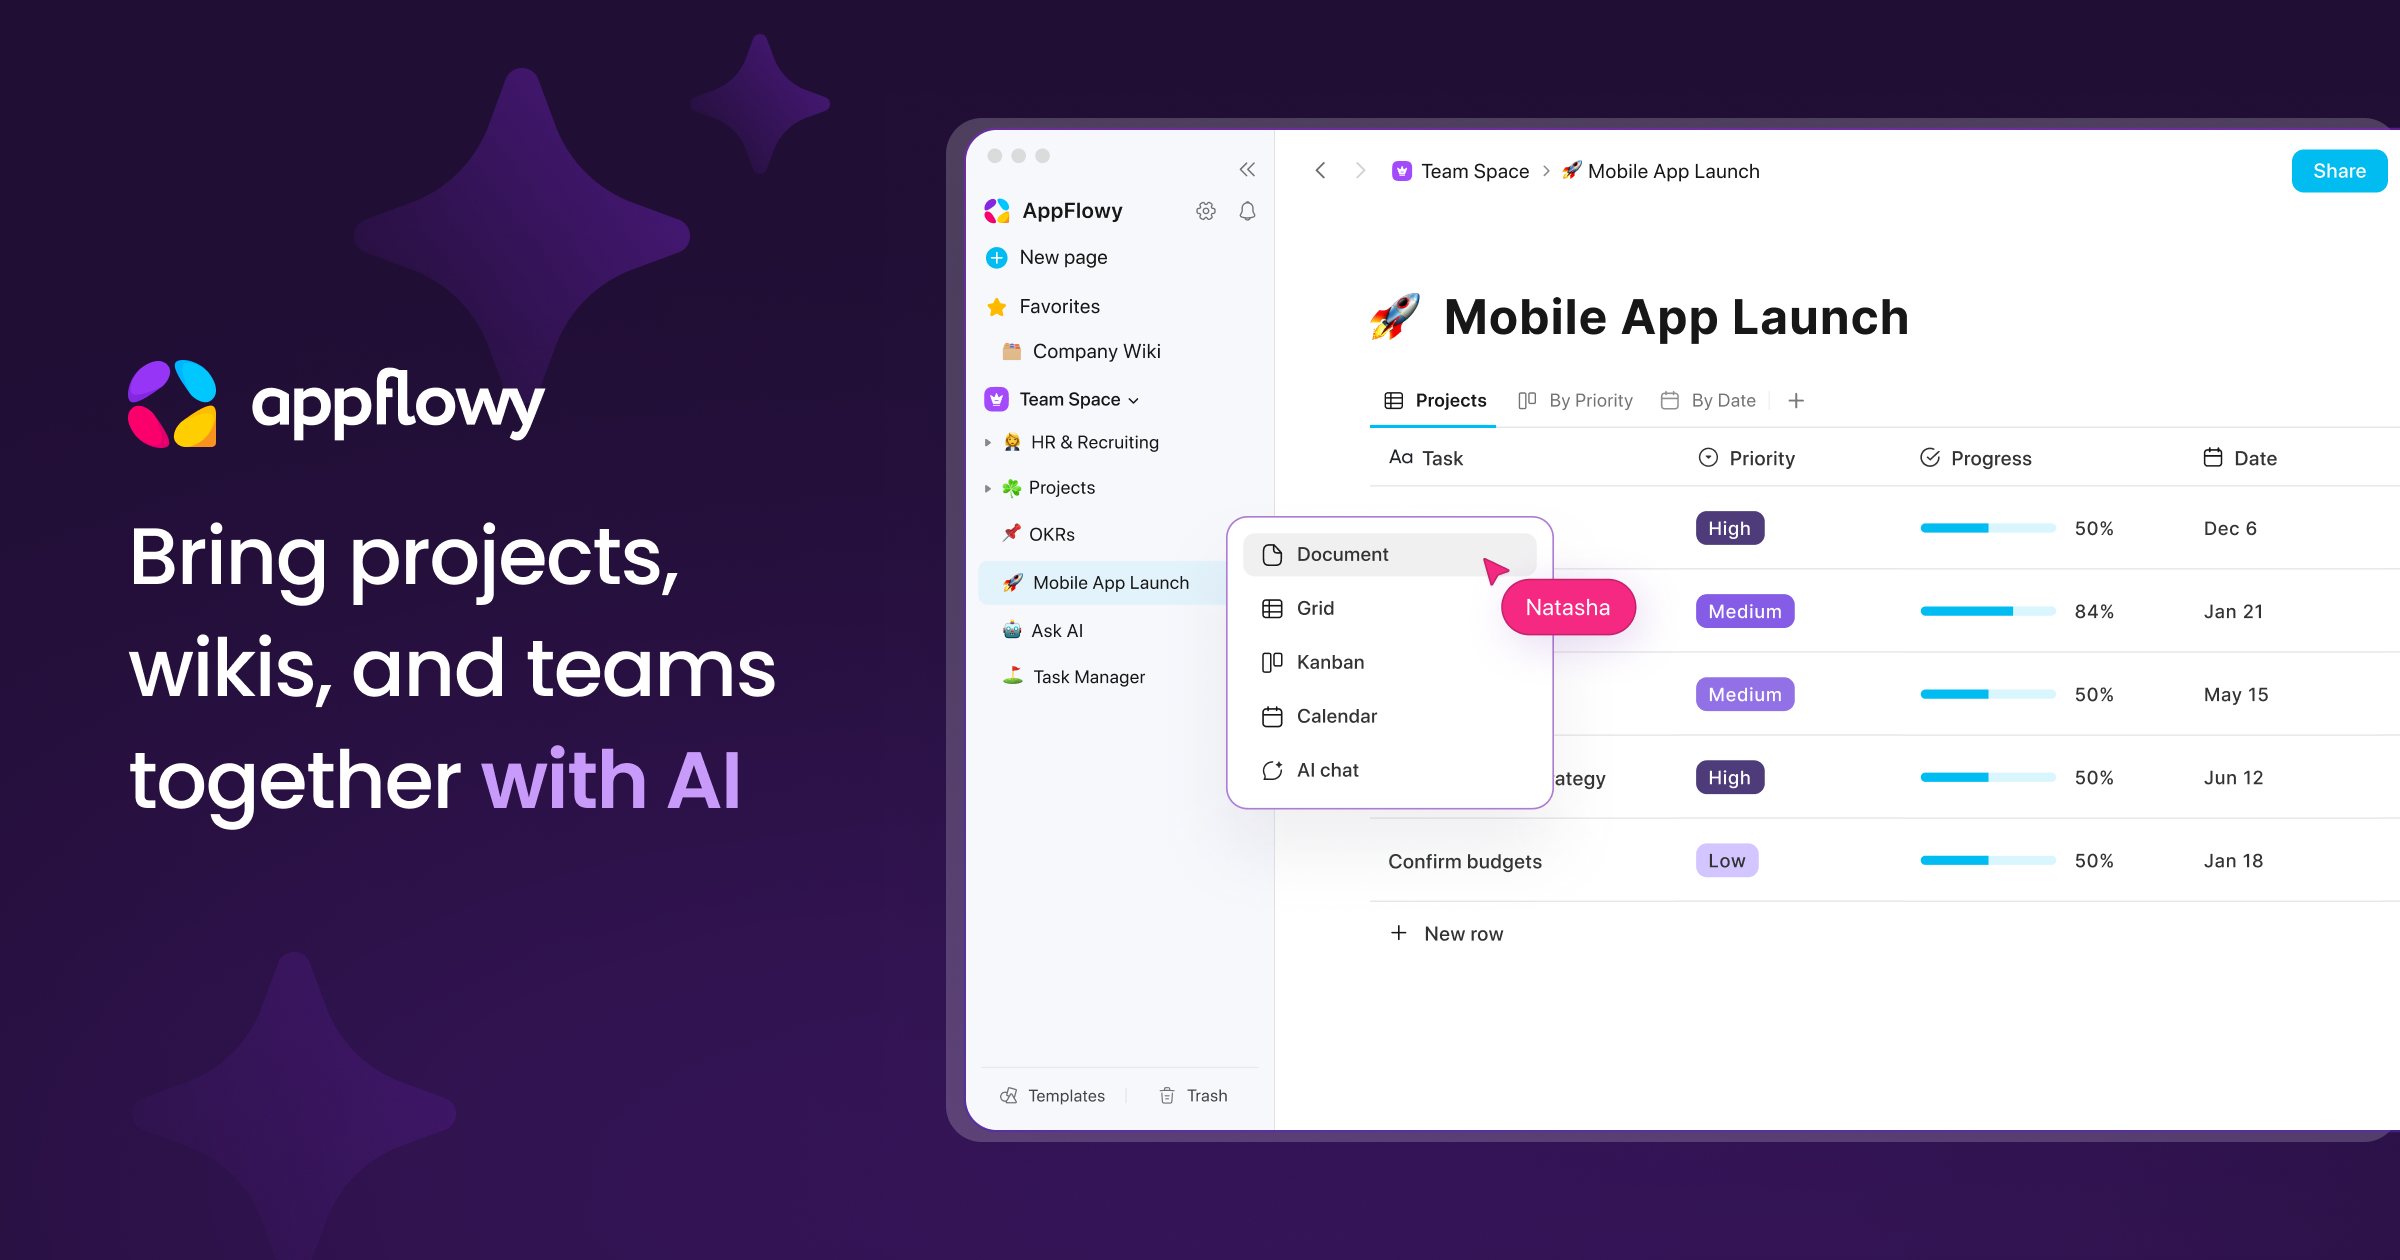 appflowy
Bring projects,
wikis, and teams
together with AI
AppFlowy
New page
Favorites
Company Wiki
Team Space
HR & Recruiting
Projects
OKRs
Mobile App Launch
Ask AI
Task Manager
Templates
Trash
Team Space > Mobile App Launch
Share
Mobile App Launch
Projects By Priority By Date +
Aa Task Priority Progress Date
High 50% Dec 6
Medium 84% Jan 21
Medium 50% May 15
High 50% Jun 12
Confirm budgets Low 50% Jan 18
+ New row
Document
Grid
Kanban
Calendar
AI chat
Natasha